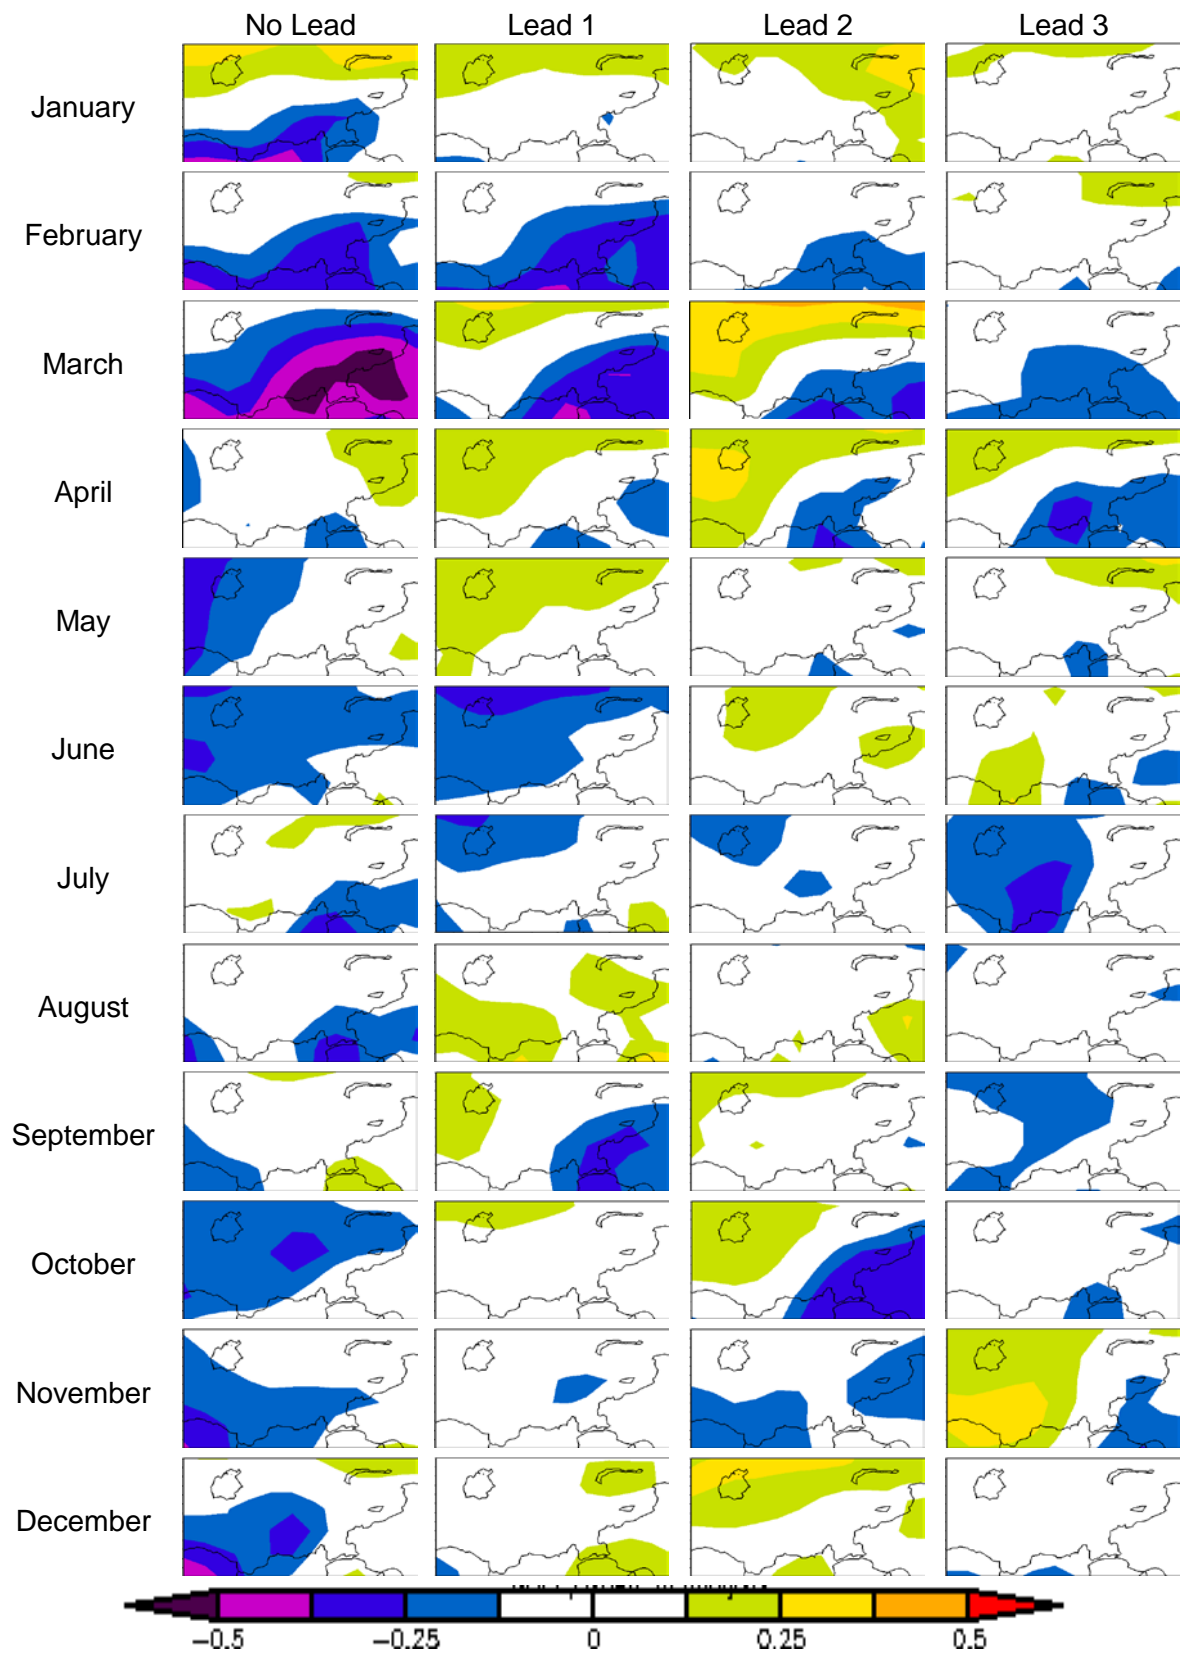 No Lead Lead 1 Lead 2 Lead 3
January
February
March
April
May
June
July
August
September
October
November
December
−0.5 −0.25 0 0.25 0.5